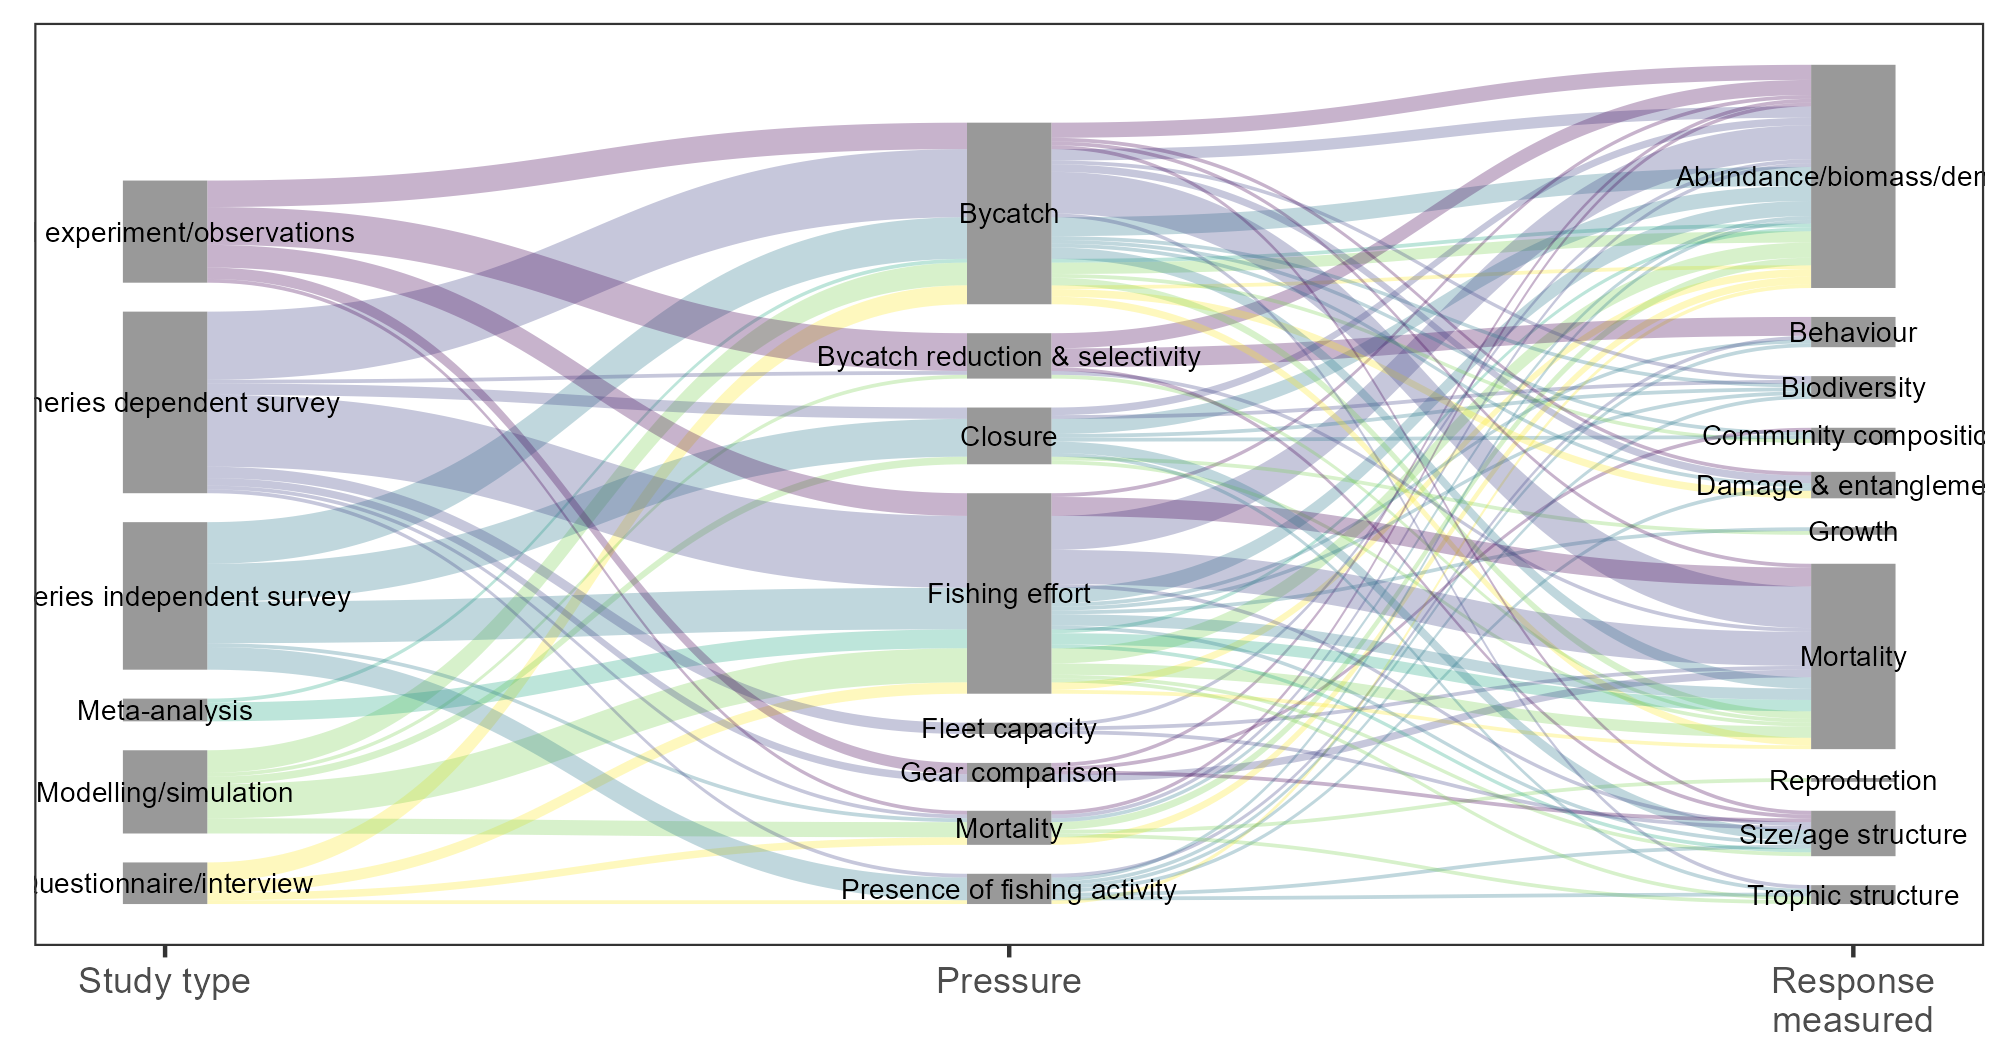 experiment/observations
heries dependent survey
eries independent survey
Meta-analysis
Modelling/simulation
uestionnaire/interview
Bycatch
Bycatch reduction & selectivity
Closure
Fishing effort
Fleet capacity
Gear comparison
Mortality
Presence of fishing activity
Abundance/biomass/den
Behaviour
Biodiversity
Community compositio
Damage & entangleme
Growth
Mortality
Reproduction
Size/age structure
Trophic structure
Study type
Pressure
Response
measured